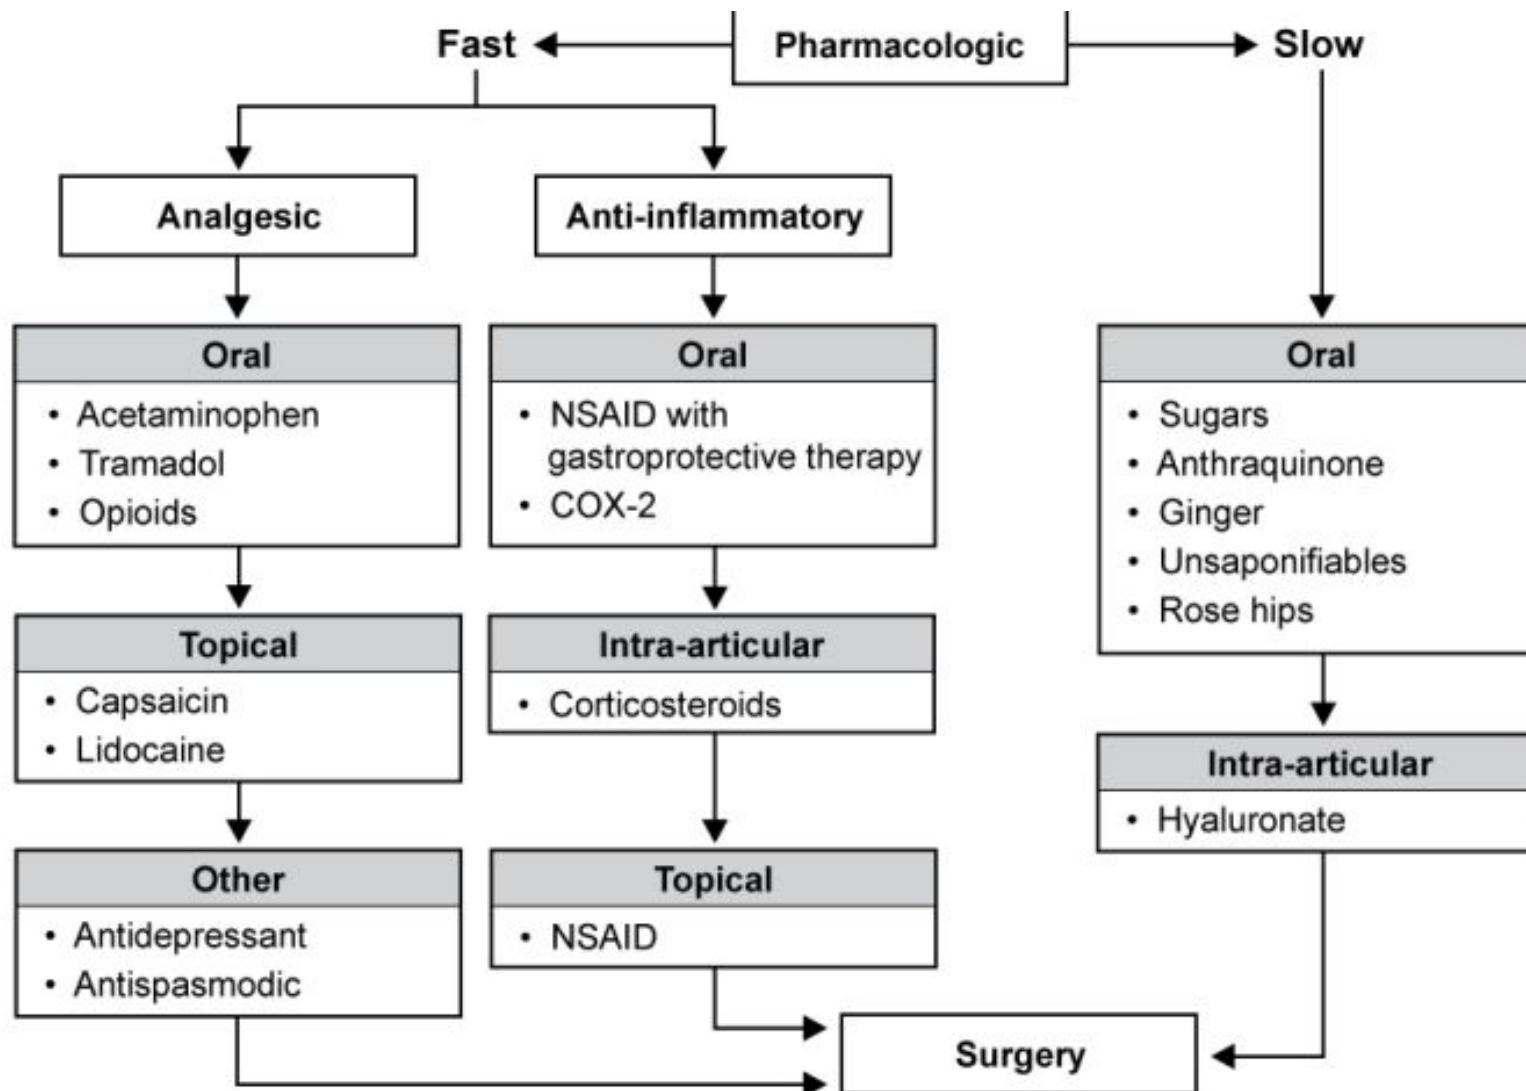 Fast
Pharmacologic
Slow
Analgesic
Anti-inflammatory
Oral
• Acetaminophen
• Tramadol
• Opioids
Oral
• NSAID with
gastroprotective therapy
• COX-2
Oral
• Sugars
• Anthraquinone
• Ginger
• Unsaponifiables
• Rose hips
Topical
• Capsaicin
• Lidocaine
Intra-articular
• Corticosteroids
Intra-articular
• Hyaluronate
Other
• Antidepressant
• Antispasmodic
Topical
• NSAID
Surgery